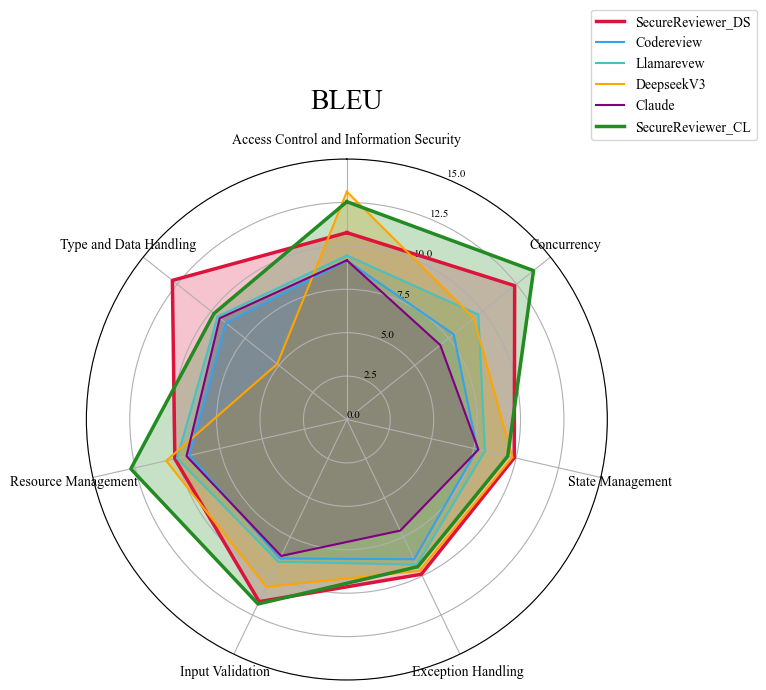 SecureReviewer_DS
Codereview
Llamarevew
DeepseekV3
Claude
SecureReviewer_CL
BLEU
Access Control and Information Security
15.0
12.5
10.0
7.5
5.0
2.5
0.0
Concurrency
Type and Data Handling
Resource Management
State Management
Input Validation
Exception Handling